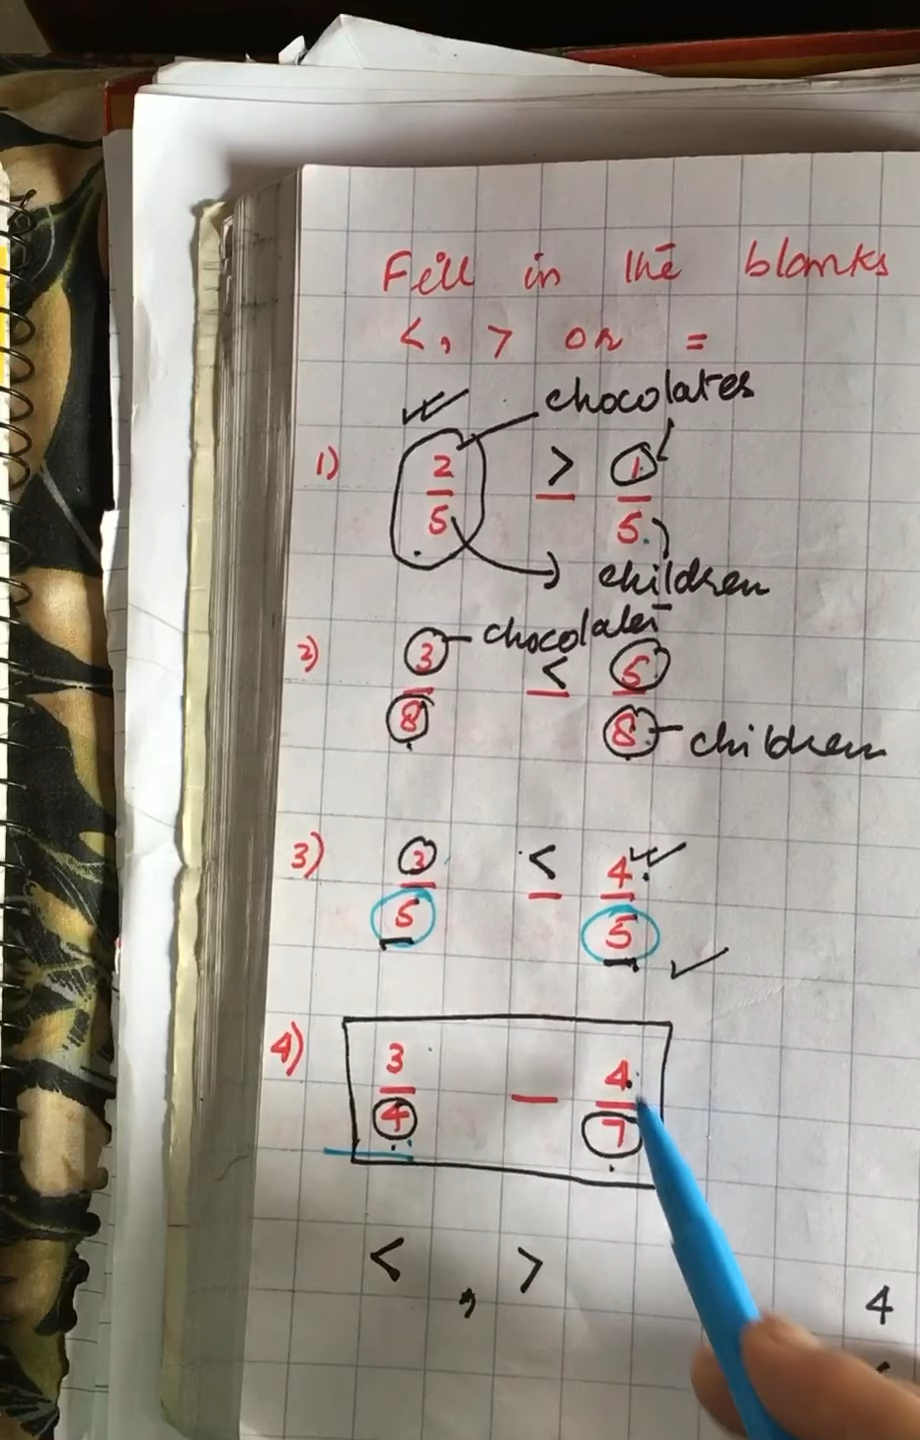 Fill in the blanks
<, > or =
chocolates
1) 2/5 > 1/5
children
chocolates
2) 3/8 < 6/8
children
3) 3/5 < 4/5
4) 3/4 _ 4/7
< , >
4